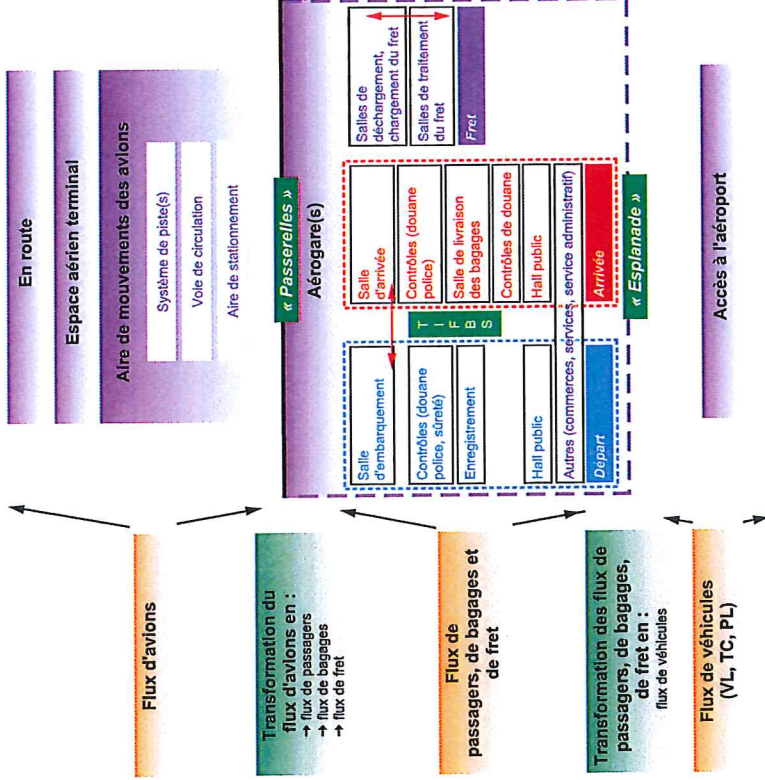 En route
Espace aérien terminal
Aire de mouvements des avions
Système de piste(s)
Voie de circulation
Aire de stationnement
« Passerelles »
Aérogare(s)
Salle
d'embarquement
Contrôles (douane
police, sûreté)
Enregistrement
Hall public
Autres (commerces, services, service administratif)
Départ
T
I
F
B
S
Salle
d'arrivée
Contrôles (douane
police)
Salle de livraison
des bagages
Contrôles de douane
Hall public
Arrivée
Salles de
déchargement,
chargement du fret
Salles de traitement
du fret
Fret
« Esplanade »
Accès à l'aéroport
Flux d'avions
Transformation du
flux d'avions en :
→ flux de passagers
→ flux de bagages
→ flux de fret
Flux de
passagers, de bagages et
de fret
Transformation des flux de
passagers, de bagages,
de fret en :
flux de véhicules
Flux de véhicules
(VL, TC, PL)